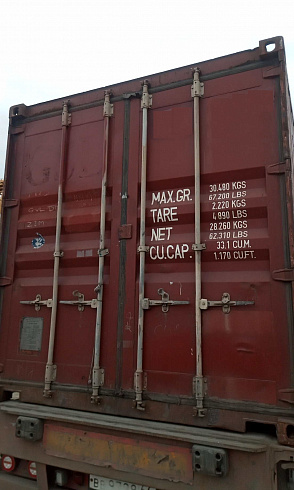 MAX.GR. 30.480 KGS
67.200 LBS
TARE 2.220 KGS
4.890 LBS
NET 28.260 KGS
62.310 LBS
CU.CAP. 33.1 CU.M.
1.170 CU.FT.